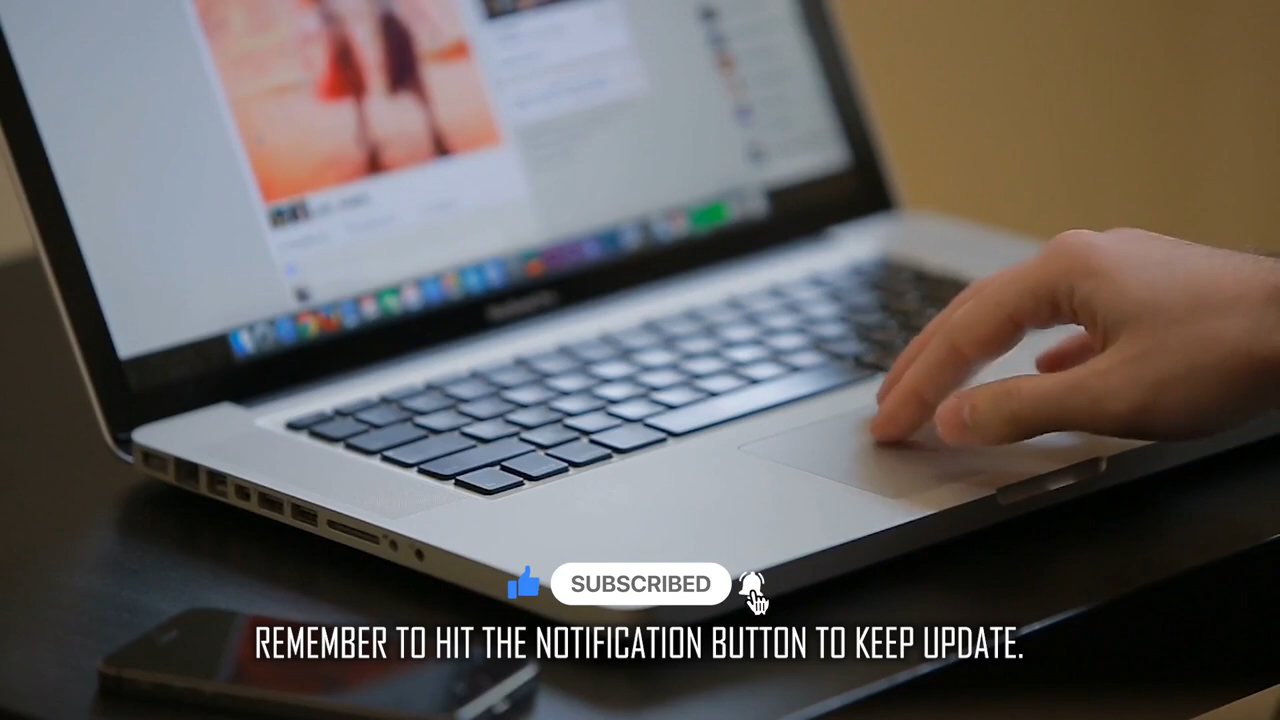 SUBSCRIBED
REMEMBER TO HIT THE NOTIFICATION BUTTON TO KEEP UPDATE.